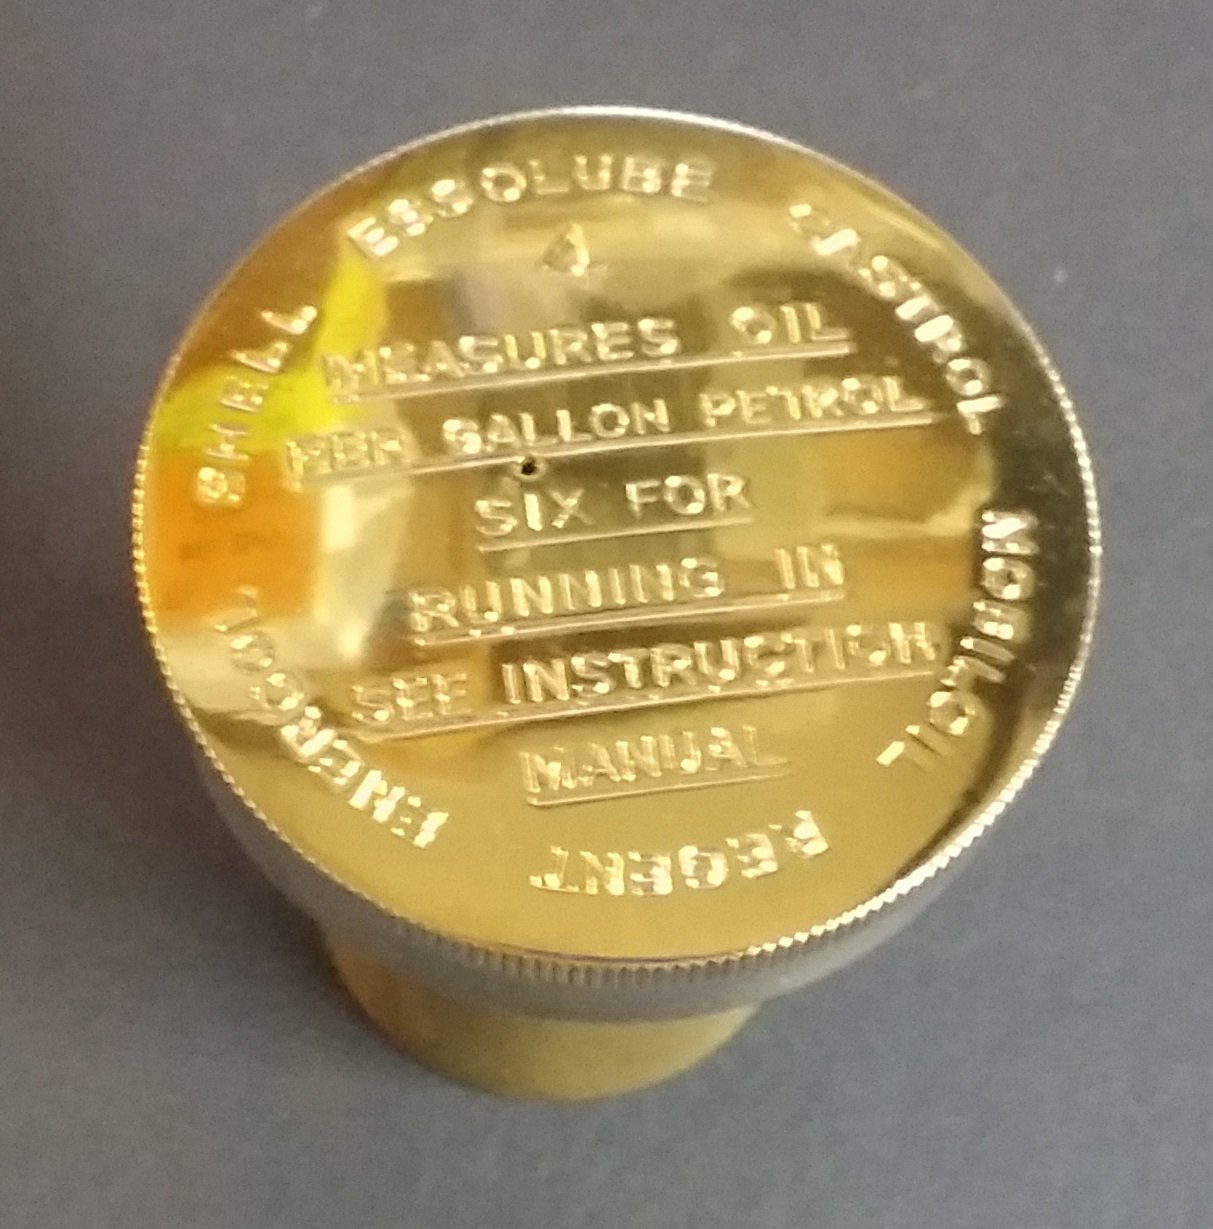 ESSOLUBE
CASTROL
MOBILOIL
REGENT
ENERGOL
SHELL
4
MEASURES OIL
PER GALLON PETROL
SIX FOR
RUNNING IN
SEE INSTRUCTION
MANUAL